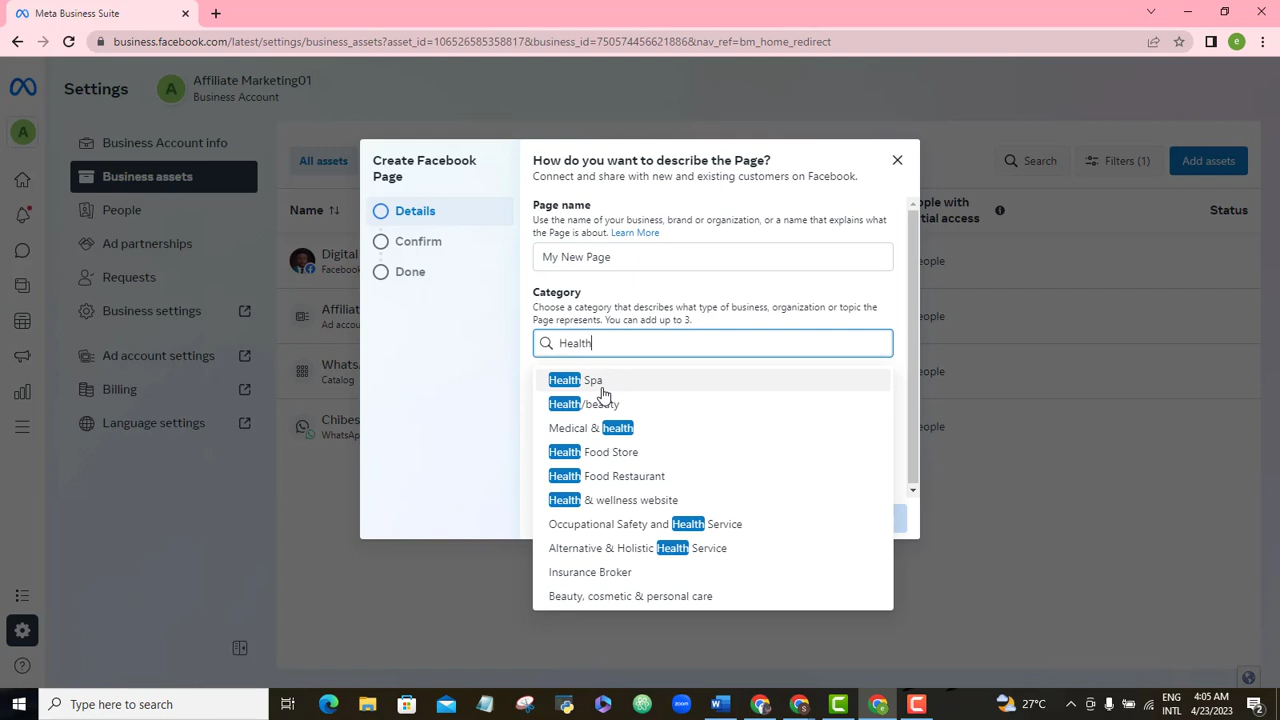 Meta Business Suite
business.facebook.com/latest/settings/business_assets?asset_id=106526585358817&business_id=750574456621886&nav_ref=bm_home_redirect
e
Settings
A
Affiliate Marketing01
Business Account
A
Business Account info
Business assets
People
Ad partnerships
Requests
Business settings
Ad account settings
Billing
Language settings
All assets
Search
Filters (1)
Add assets
Name
Status
Digital
Facebook
Affiliat
Ad accou
Whats
Catalog
Chibes
WhatsA
Create Facebook
Page
Details
Confirm
Done
How do you want to describe the Page?
Connect and share with new and existing customers on Facebook.
Page name
Use the name of your business, brand or organization, or a name that explains what
the Page is about. Learn More
My New Page
Category
Choose a category that describes what type of business, organization or topic the
Page represents. You can add up to 3.
Health
Health Spa
Health/beauty
Medical & health
Health Food Store
Health Food Restaurant
Health & wellness website
Occupational Safety and Health Service
Alternative & Holistic Health Service
Insurance Broker
Beauty, cosmetic & personal care
ople with
tial access
eople
eople
eople
eople
Type here to search
27°C
ENG
INTL
4:05 AM
4/23/2023
2